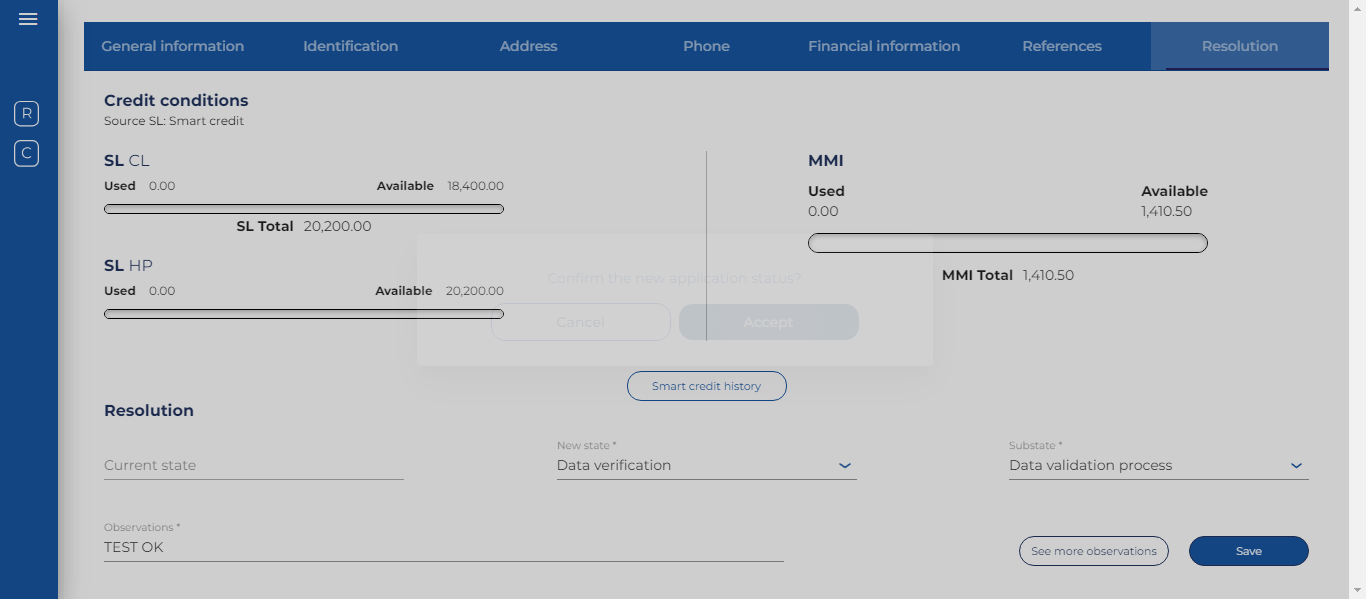 General information Identification Address Phone Financial information References Resolution
R
C
Credit conditions
Source SL: Smart credit
SL CL
Used 0.00 Available 18,400.00
SL Total 20,200.00
SL HP
Used 0.00 Available 20,200.00
MMI
Used Available
0.00 1,410.50
MMI Total 1,410.50
Confirm the new application status?
Cancel Accept
Smart credit history
Resolution
Current state
New state *
Data verification
Substate *
Data validation process
Observations *
TEST OK
See more observations
Save